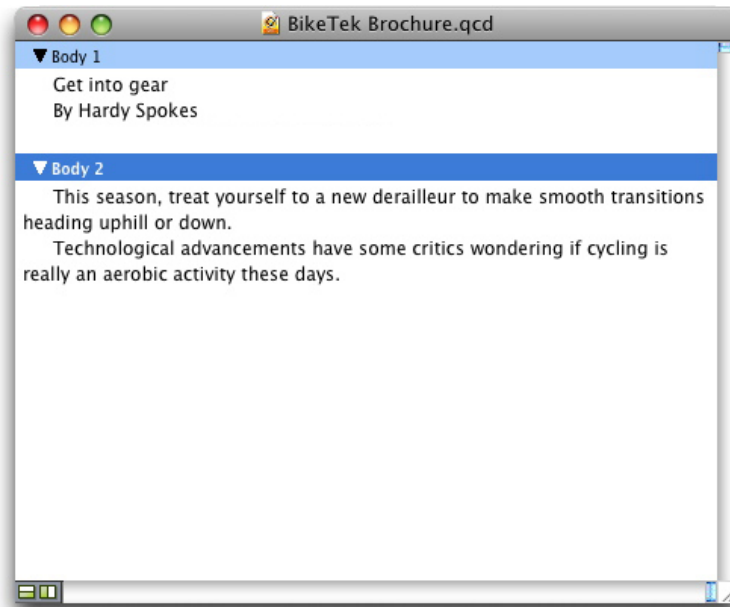 BikeTek Brochure.qcd
Body 1
Get into gear
By Hardy Spokes
Body 2
This season, treat yourself to a new derailleur to make smooth transitions
heading uphill or down.
Technological advancements have some critics wondering if cycling is
really an aerobic activity these days.